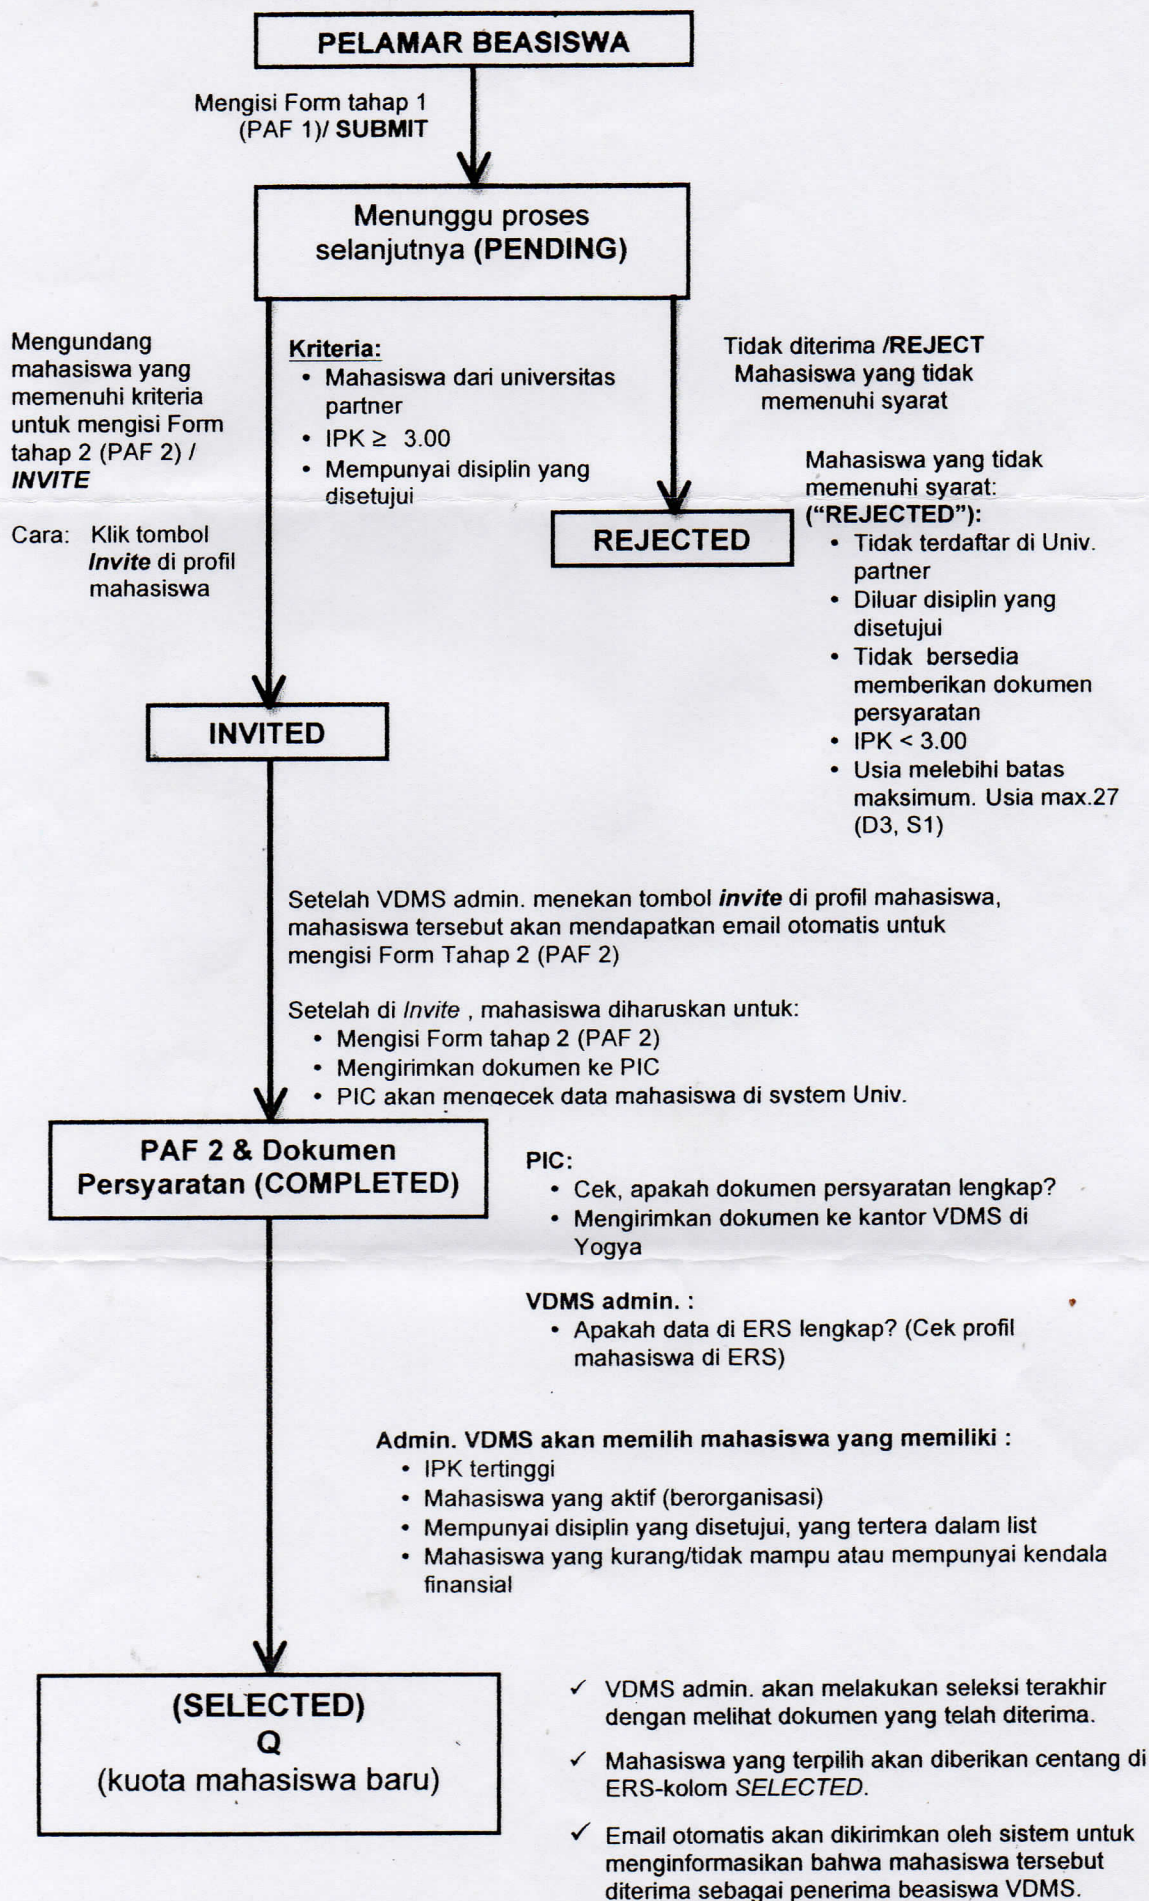 PELAMAR BEASISWA
Mengisi Form tahap 1
(PAF 1)/ SUBMIT
Menunggu proses
selanjutnya (PENDING)
Mengundang
mahasiswa yang
memenuhi kriteria
untuk mengisi Form
tahap 2 (PAF 2) /
INVITE
Cara: Klik tombol
Invite di profil
mahasiswa
Kriteria:
• Mahasiswa dari universitas
partner
• IPK ≥ 3.00
• Mempunyai disiplin yang
disetujui
Tidak diterima /REJECT
Mahasiswa yang tidak
memenuhi syarat
REJECTED
Mahasiswa yang tidak
memenuhi syarat:
(“REJECTED”):
• Tidak terdaftar di Univ.
partner
• Diluar disiplin yang
disetujui
• Tidak bersedia
memberikan dokumen
persyaratan
• IPK < 3.00
• Usia melebihi batas
maksimum. Usia max.27
(D3, S1)
INVITED
Setelah VDMS admin. menekan tombol invite di profil mahasiswa,
mahasiswa tersebut akan mendapatkan email otomatis untuk
mengisi Form Tahap 2 (PAF 2)
Setelah di Invite , mahasiswa diharuskan untuk:
• Mengisi Form tahap 2 (PAF 2)
• Mengirimkan dokumen ke PIC
• PIC akan mengecek data mahasiswa di system Univ.
PAF 2 & Dokumen
Persyaratan (COMPLETED)
PIC:
• Cek, apakah dokumen persyaratan lengkap?
• Mengirimkan dokumen ke kantor VDMS di
Yogya
VDMS admin. :
• Apakah data di ERS lengkap? (Cek profil
mahasiswa di ERS)
Admin. VDMS akan memilih mahasiswa yang memiliki :
• IPK tertinggi
• Mahasiswa yang aktif (berorganisasi)
• Mempunyai disiplin yang disetujui, yang tertera dalam list
• Mahasiswa yang kurang/tidak mampu atau mempunyai kendala
finansial
(SELECTED)
Q
(kuota mahasiswa baru)
✓ VDMS admin. akan melakukan seleksi terakhir
dengan melihat dokumen yang telah diterima.
✓ Mahasiswa yang terpilih akan diberikan centang di
ERS-kolom SELECTED.
✓ Email otomatis akan dikirimkan oleh sistem untuk
menginformasikan bahwa mahasiswa tersebut
diterima sebagai penerima beasiswa VDMS.